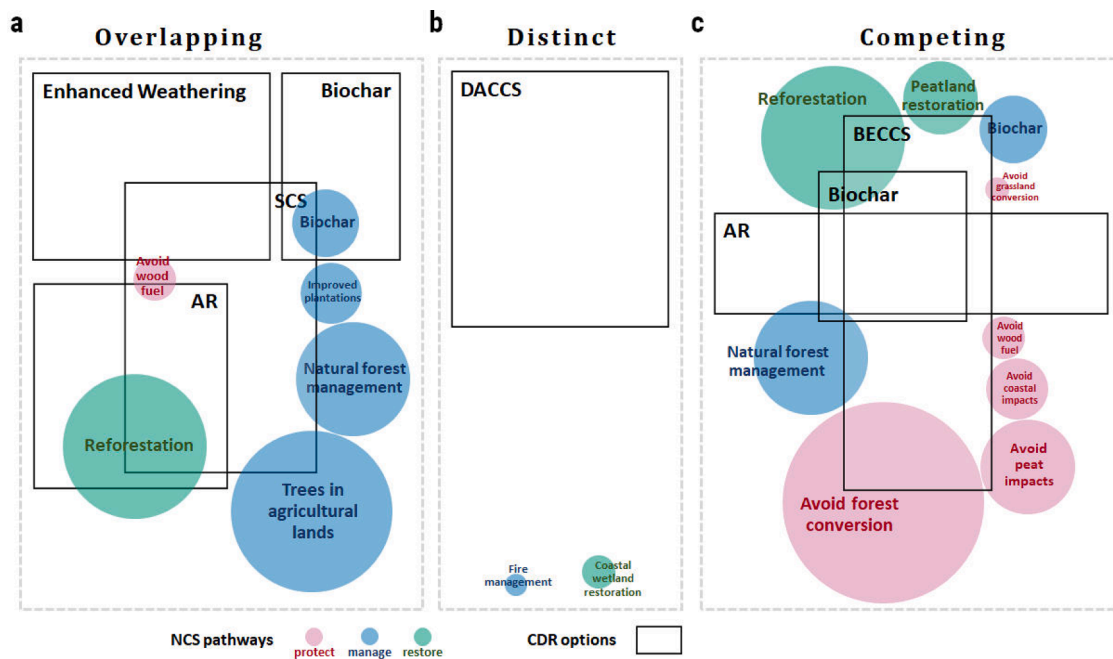 a
Overlapping
Enhanced Weathering
Biochar
SCS
Biochar
Avoid
wood
fuel
Improved
plantations
AR
Natural forest
management
Reforestation
Trees in
agricultural
lands
b
Distinct
DACCS
Fire
management
Coastal
wetland
restoration
c
Competing
Reforestation
Peatland
restoration
BECCS
Biochar
Avoid
grassland
conversion
Biochar
AR
Avoid
wood
fuel
Natural forest
management
Avoid
coastal
impacts
Avoid
peat
impacts
Avoid forest
conversion
NCS pathways
protect
manage
restore
CDR options